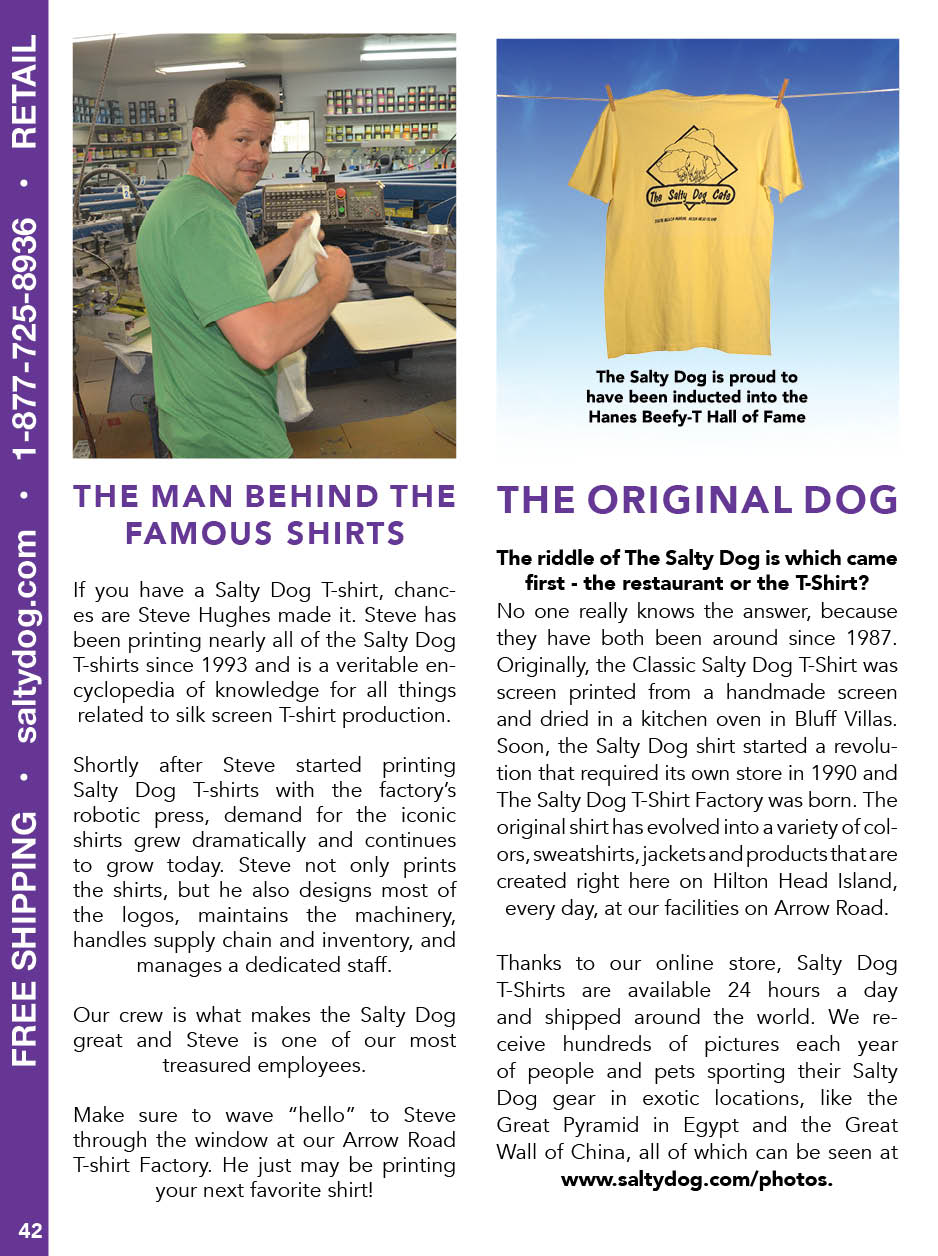 FREE SHIPPING • saltydog.com • 1-877-725-8936 • RETAIL
The Salty Dog Cafe
SOUTH BEACH MARINA HILTON HEAD ISLAND
The Salty Dog is proud to
have been inducted into the
Hanes Beefy-T Hall of Fame
THE MAN BEHIND THE
FAMOUS SHIRTS
If you have a Salty Dog T-shirt, chanc-
es are Steve Hughes made it. Steve has
been printing nearly all of the Salty Dog
T-shirts since 1993 and is a veritable en-
cyclopedia of knowledge for all things
related to silk screen T-shirt production.
Shortly after Steve started printing
Salty Dog T-shirts with the factory’s
robotic press, demand for the iconic
shirts grew dramatically and continues
to grow today. Steve not only prints
the shirts, but he also designs most of
the logos, maintains the machinery,
handles supply chain and inventory, and
manages a dedicated staff.
Our crew is what makes the Salty Dog
great and Steve is one of our most
treasured employees.
Make sure to wave “hello” to Steve
through the window at our Arrow Road
T-shirt Factory. He just may be printing
your next favorite shirt!
THE ORIGINAL DOG
The riddle of The Salty Dog is which came
first - the restaurant or the T-Shirt?
No one really knows the answer, because
they have both been around since 1987.
Originally, the Classic Salty Dog T-Shirt was
screen printed from a handmade screen
and dried in a kitchen oven in Bluff Villas.
Soon, the Salty Dog shirt started a revolu-
tion that required its own store in 1990 and
The Salty Dog T-Shirt Factory was born. The
original shirt has evolved into a variety of col-
ors, sweatshirts, jackets and products that are
created right here on Hilton Head Island,
every day, at our facilities on Arrow Road.
Thanks to our online store, Salty Dog
T-Shirts are available 24 hours a day
and shipped around the world. We re-
ceive hundreds of pictures each year
of people and pets sporting their Salty
Dog gear in exotic locations, like the
Great Pyramid in Egypt and the Great
Wall of China, all of which can be seen at
www.saltydog.com/photos.
42